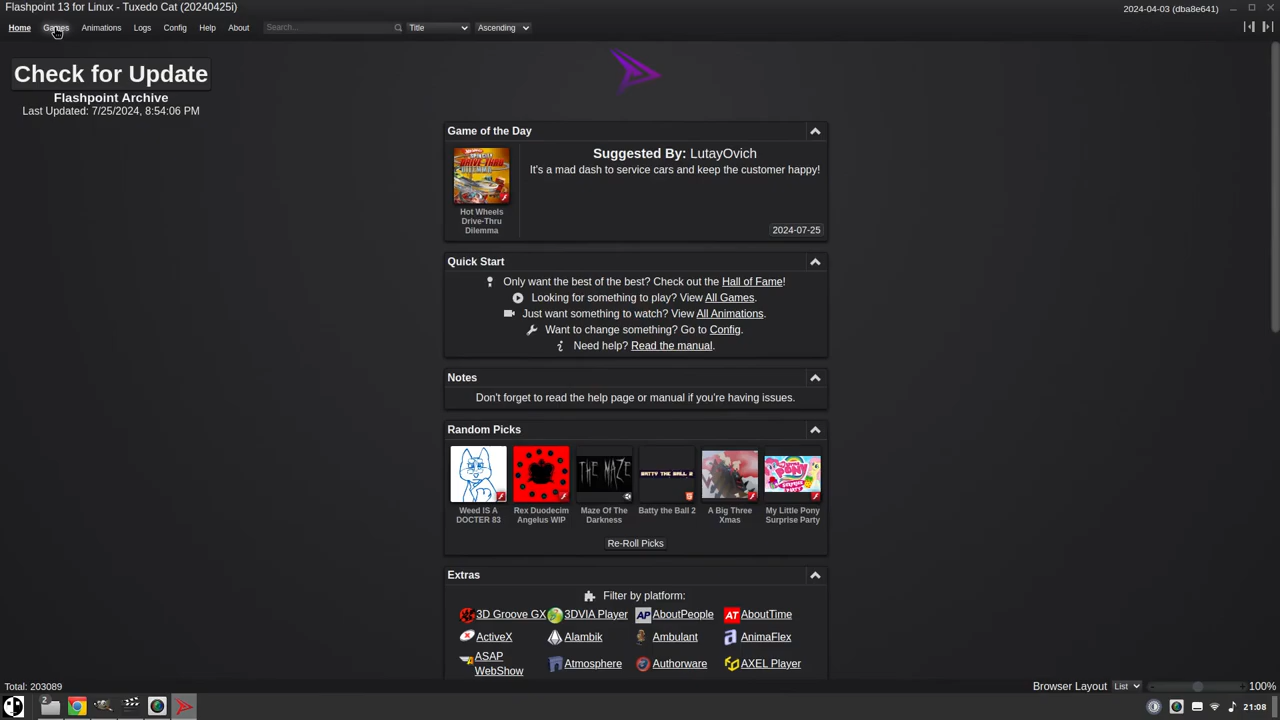 Flashpoint 13 for Linux - Tuxedo Cat (20240425i)
2024-04-03 (dba8e641)
Home Games Animations Logs Config Help About Search... Title Ascending
Check for Update
Flashpoint Archive
Last Updated: 7/25/2024, 8:54:06 PM
Game of the Day
Suggested By: LutayOvich
It's a mad dash to service cars and keep the customer happy!
Hot Wheels
Drive-Thru
Dilemma
2024-07-25
Quick Start
Only want the best of the best? Check out the Hall of Fame!
Looking for something to play? View All Games.
Just want something to watch? View All Animations.
Want to change something? Go to Config.
Need help? Read the manual.
Notes
Don't forget to read the help page or manual if you're having issues.
Random Picks
THE MAZE
BATTY THE BALL 2
Weed IS A DOCTER 83
Rex Duodecim Angelus WIP
Maze Of The Darkness
Batty the Ball 2
A Big Three Xmas
My Little Pony Surprise Party
Re-Roll Picks
Extras
Filter by platform:
3D Groove GX 3DVIA Player AP AboutPeople AT AboutTime
ActiveX Alambik Ambulant AnimaFlex
ASAP WebShow Atmosphere Authorware AXEL Player
Total: 203089
Browser Layout List - + 100%
2
21:08